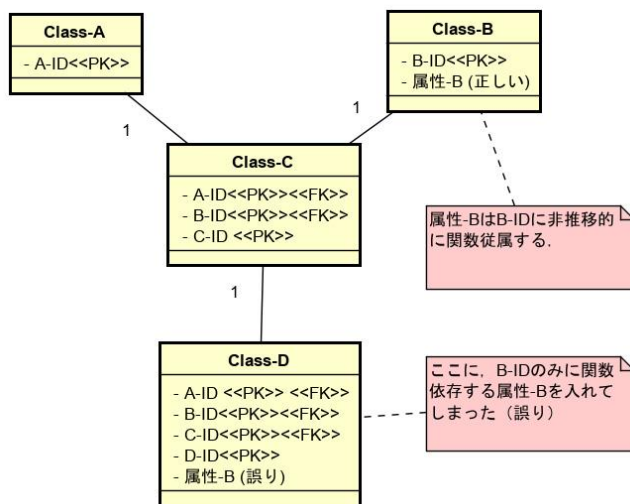 Class-A
- A-ID<<PK>>
Class-B
- B-ID<<PK>>
- 属性-B (正しい)
1
1
Class-C
- A-ID<<PK>><<FK>>
- B-ID<<PK>><<FK>>
- C-ID <<PK>>
属性-BはB-IDに非推移的
に関数従属する.
1
Class-D
- A-ID <<PK>> <<FK>>
- B-ID<<PK>><<FK>>
- C-ID<<PK>><<FK>>
- D-ID<<PK>>
- 属性-B (誤り)
ここに，B-IDのみに関数
依存する属性-Bを入れて
しまった（誤り）